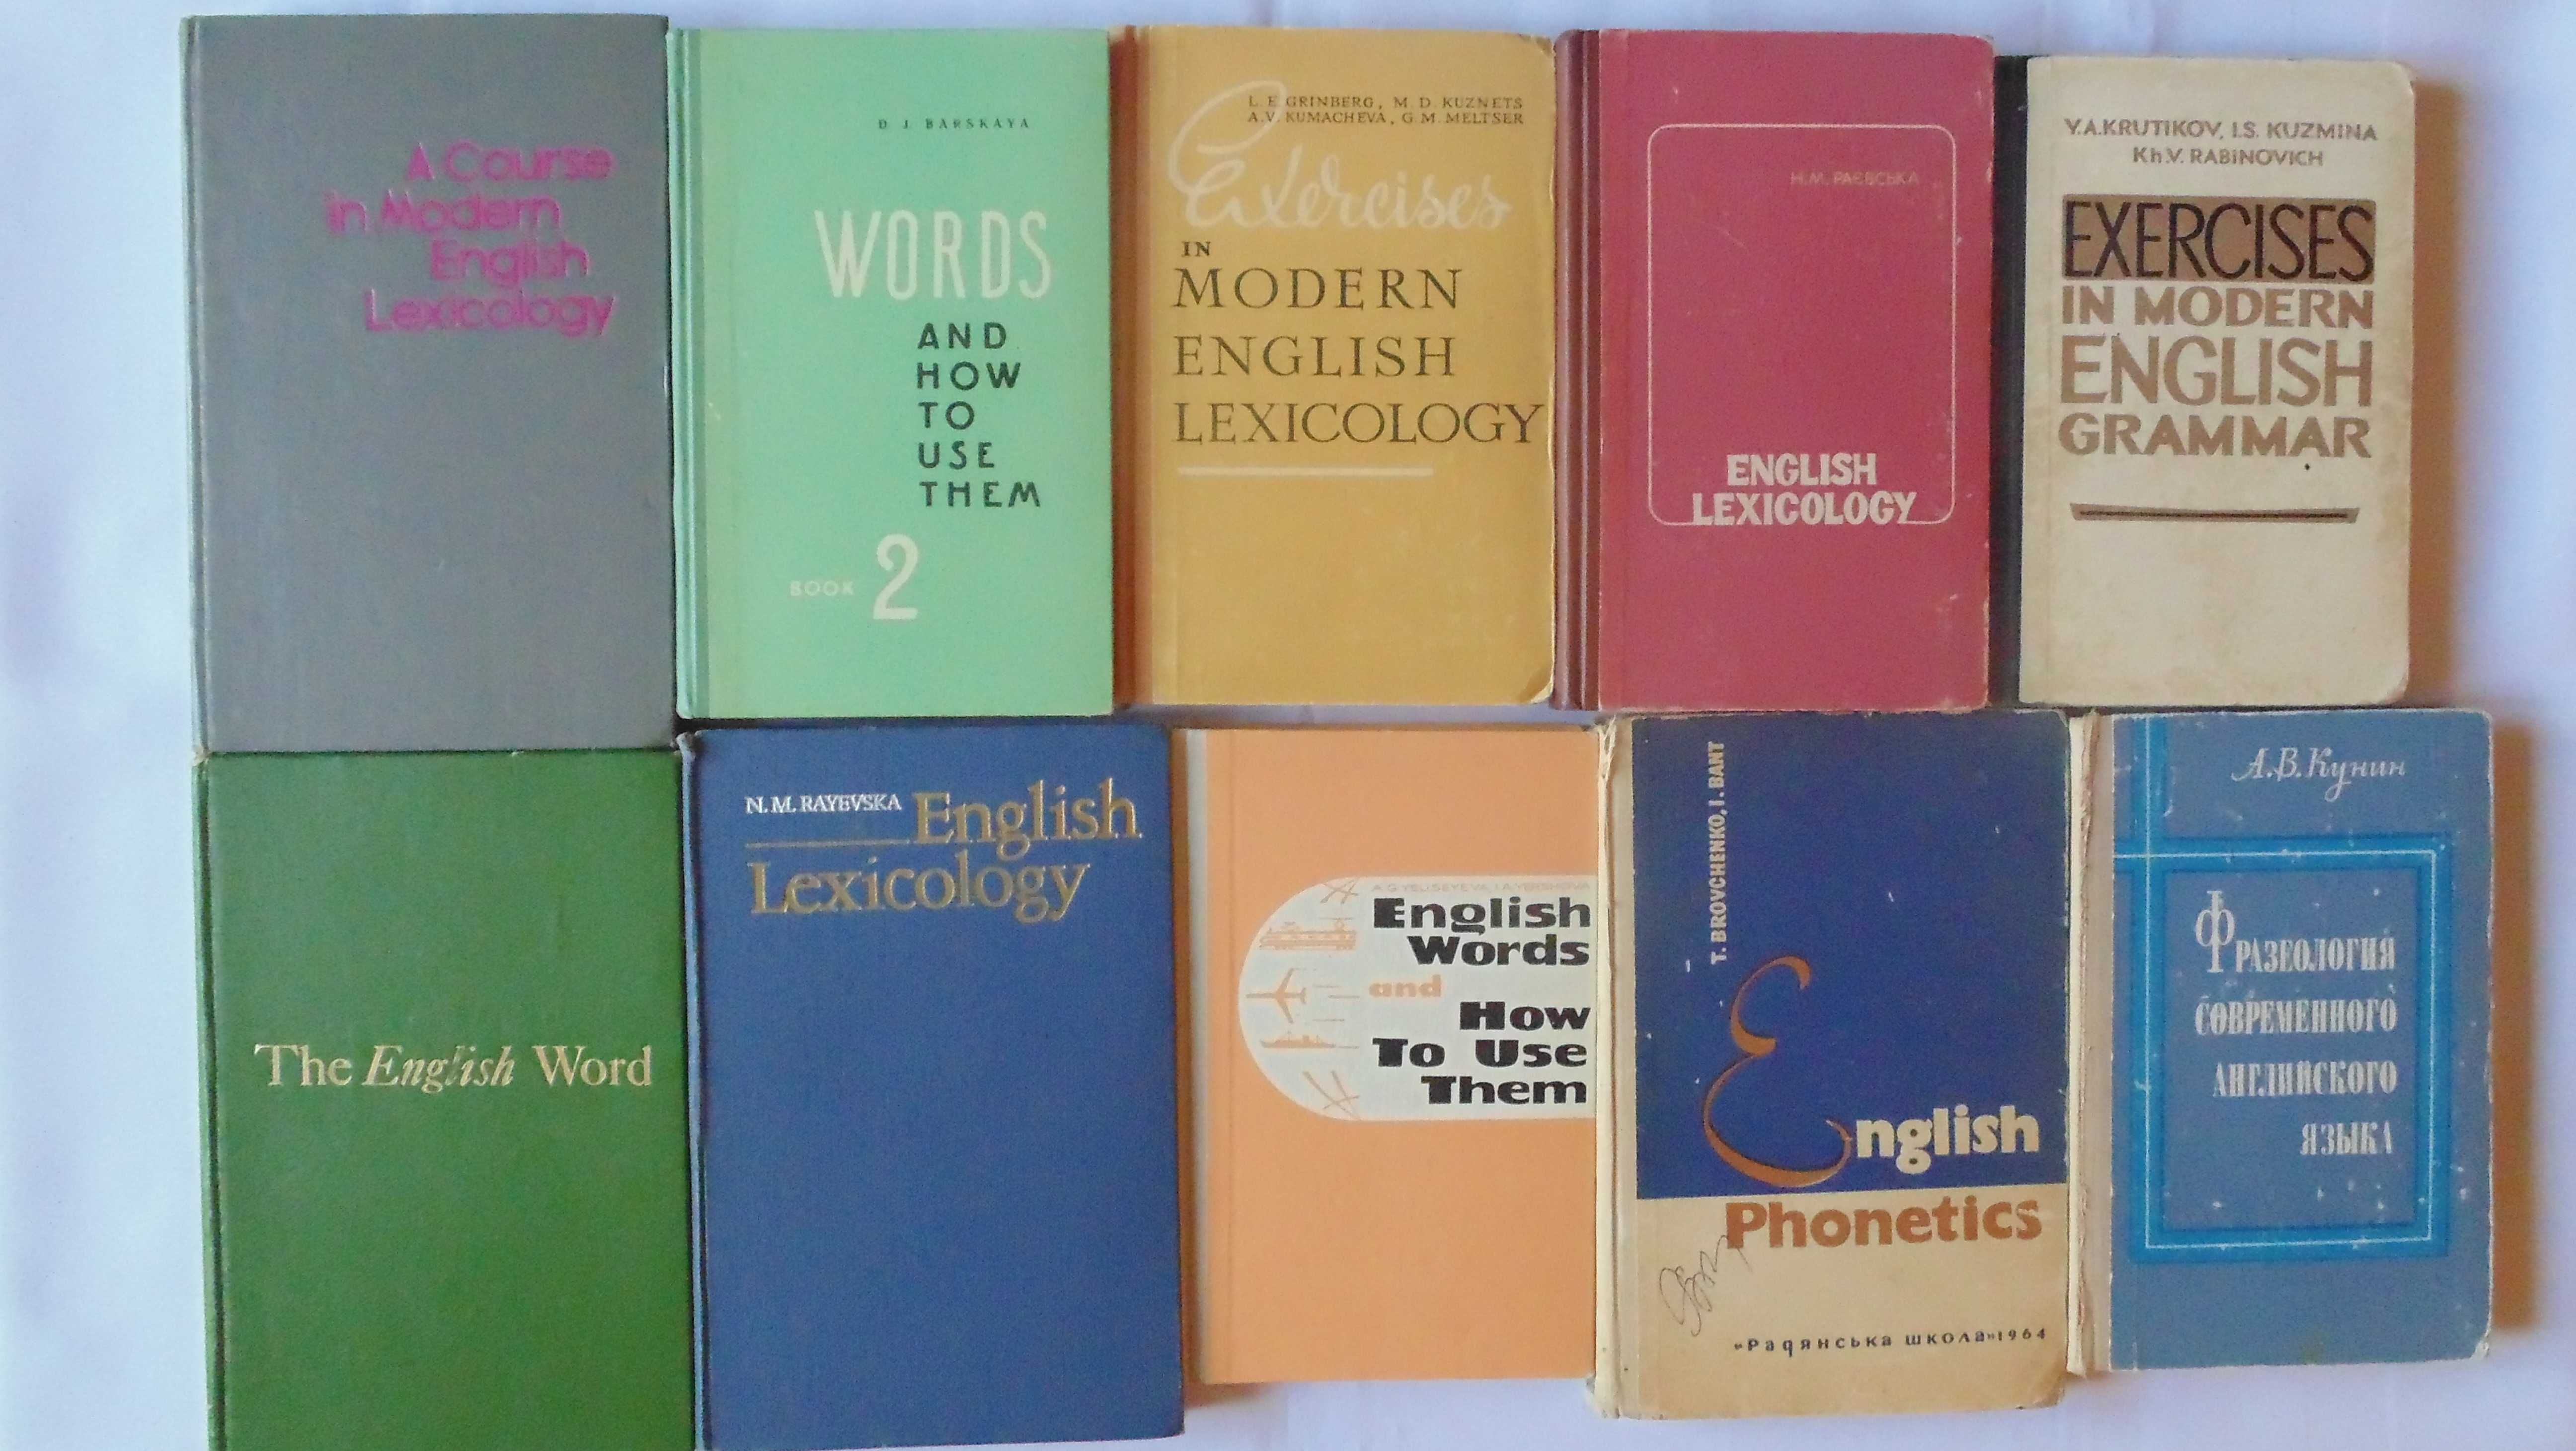 A Course
in Modern
English
Lexicology
D. J. BARSKAYA
WORDS
AND
HOW
TO
USE
THEM
BOOK 2
L. E. GRINBERG, M. D. KUZNETS
A. V. KUMACHEVA, G. M. MELTSER
Exercises
IN
MODERN
ENGLISH
LEXICOLOGY
Н.М. РАЄВСЬКА
ENGLISH
LEXICOLOGY
Y.A.KRUTIKOV, I.S. KUZMINA
Kh.V. RABINOVICH
EXERCISES
IN MODERN
ENGLISH
GRAMMAR
The English Word
N. M. RAYEVSKA English
Lexicology
A.G.YELISEYEVA, I.A.YERSHOVA
English
Words
and
How
To Use
Them
T. BROVCHENKO, I. BANT
English
Phonetics
«Радянська школа» 1964
А.В.Кунин
ФРАЗЕОЛОГИЯ
СОВРЕМЕННОГО
АНГЛИЙСКОГО
ЯЗЫКА